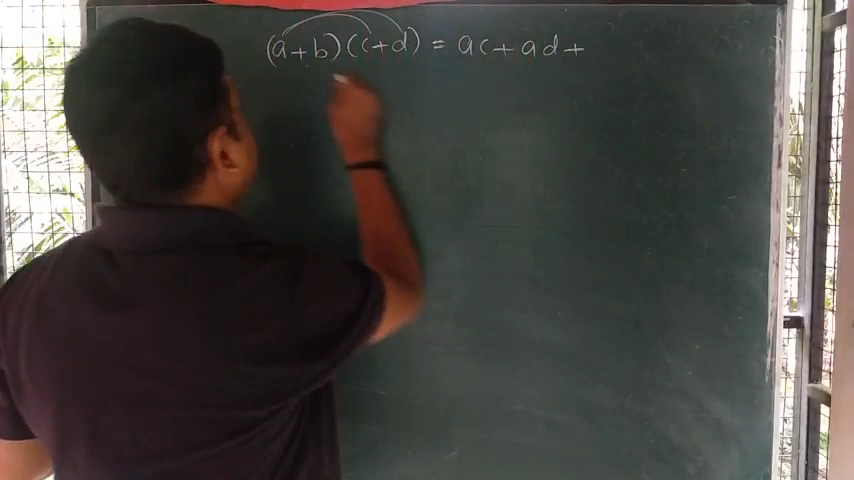 (a+b)(c+d) = ac + ad +